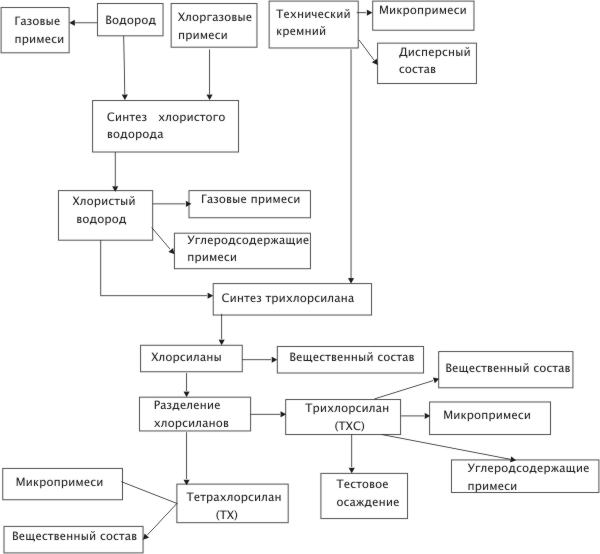 Газовые
примеси
Водород
Хлоргазовые
примеси
Технический
кремний
Микропримеси
Дисперсный
состав
Синтез хлористого
водорода
Хлористый
водород
Газовые примеси
Углеродсодержащие
примеси
Синтез трихлорсилана
Хлорсиланы
Вещественный состав
Вещественный состав
Разделение
хлорсиланов
Трихлорсилан
(ТХС)
Микропримеси
Углеродсодержащие
примеси
Тестовое
осаждение
Микропримеси
Тетрахлорсилан
(ТХ)
Вещественный состав